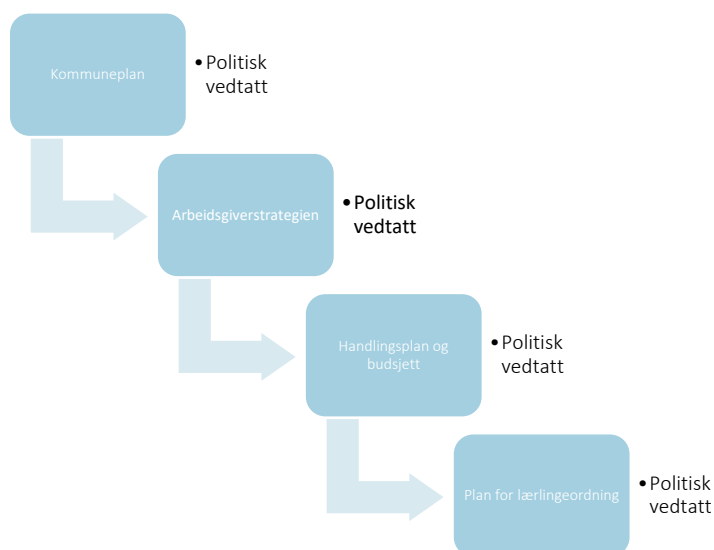 Kommuneplan
• Politisk
vedtatt
Arbeidsgiverstrategien
• Politisk
vedtatt
Handlingsplan og
budsjett
• Politisk
vedtatt
Plan for lærlingeordning
• Politisk
vedtatt